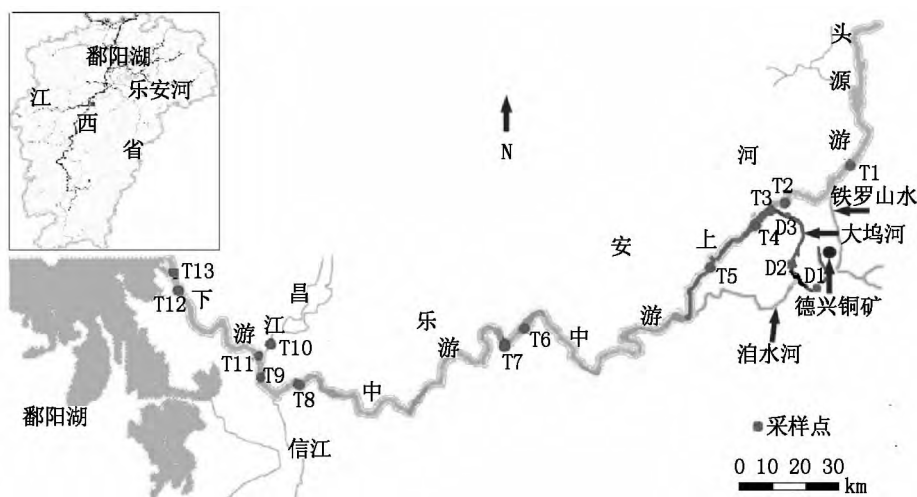 鄱阳湖
江
乐安河
西
省
N
头
源
游
T1
河
T2
T3
铁罗山水
D3
T4
大坞河
安
上
T5
D2
D1
德兴铜矿
T13
T12
下
昌
游
江
T10
T11
T9
T8
中
乐
游
T7
T6
中
游
洎水河
鄱阳湖
信江
采样点
0 10 20 30
km